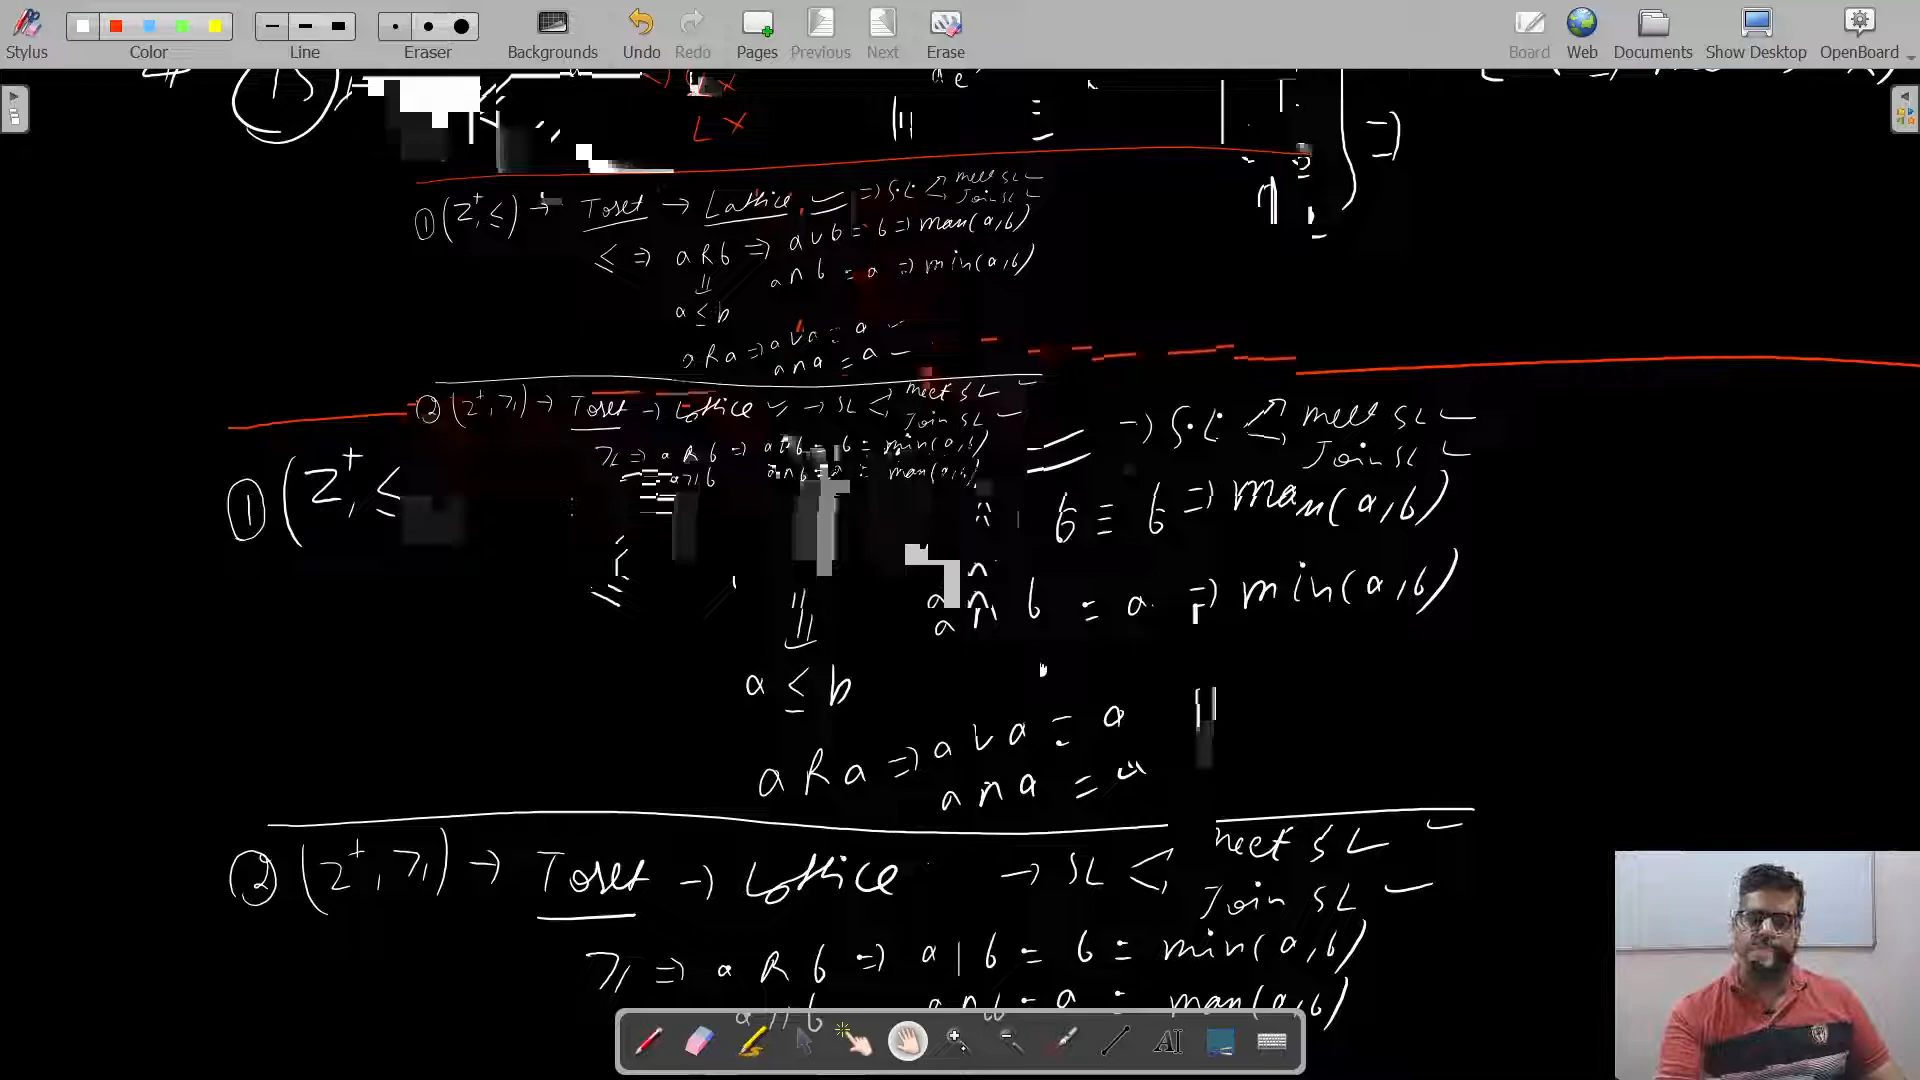 Stylus Color Line Eraser Backgrounds Undo Redo Pages Previous Next Erase Board Web Documents Show Desktop OpenBoard
L x
L x
① (Z⁺, ≤) → Toset → Lattice ✓ => S.L < meet SL ✓
Join SL ✓
≤ => a R b => a ∨ b = b => max(a,b)
a ∧ b = a => min(a,b)
a ≤ b
a R a => a ∨ a = a ✓
a ∧ a = a -
② (Z⁺, ≥) → Toset → Lattice ✓ → SL < meet SL ✓
Join SL ✓
≥ => a R b => b = min(a,b)
a ≥ b a ∧ b = a = max(a,b)
→ S.L < meet SL ✓
Join SL ✓
① (Z⁺, ≤
b = b => max(a,b)
a ∧ b = a => min(a,b)
a ≤ b
a R a => a ∨ a = a
a ∧ a =
② (Z⁺, ≥) → Toset → Lattice → SL < meet SL ✓
Join SL ✓
≥ => a R b => a | b = b = min(a,b)
a ≥ b a ∧ b = a = max(a,b)